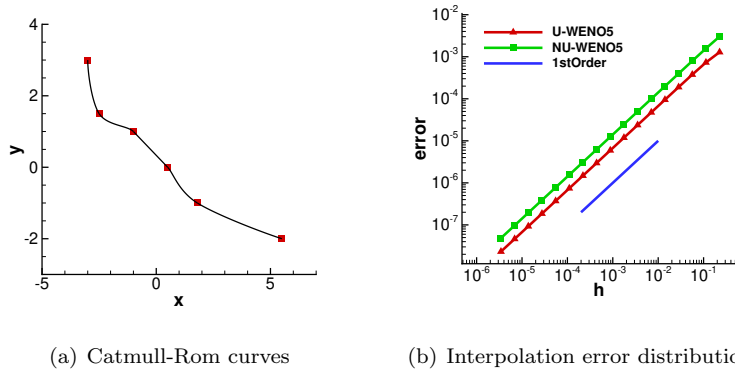 4
2
0
-2
y
-5
0
5
x
(a) Catmull-Rom curves
U-WENO5
NU-WENO5
1stOrder
10⁻²
10⁻³
10⁻⁴
10⁻⁵
10⁻⁶
10⁻⁷
error
10⁻⁶ 10⁻⁵ 10⁻⁴ 10⁻³ 10⁻² 10⁻¹
h
(b) Interpolation error distributio